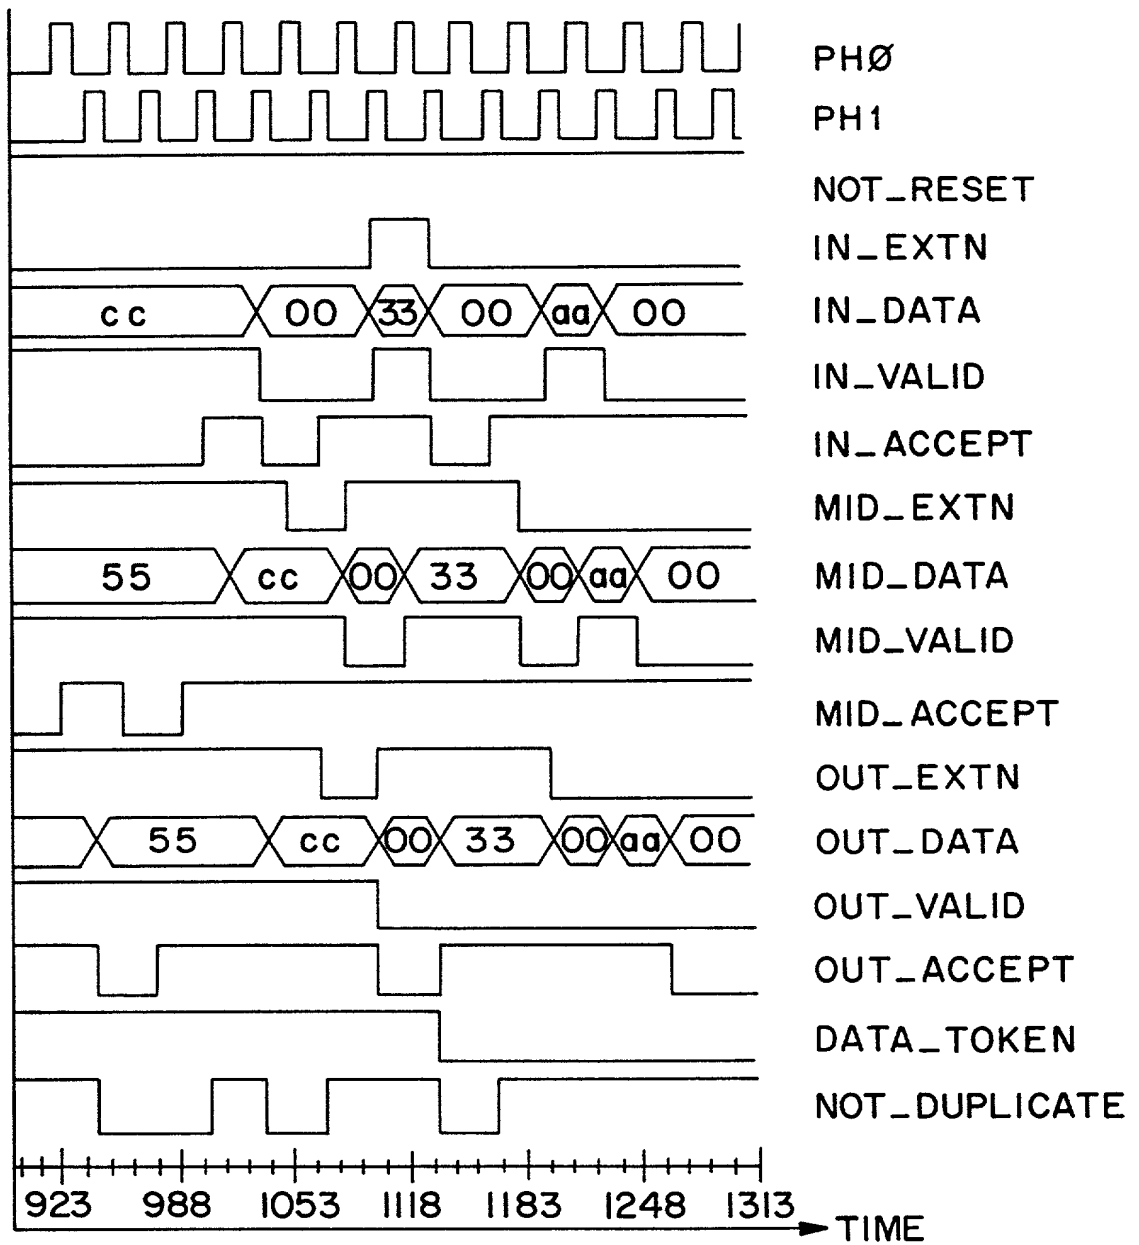 PHØ
PH1
NOT_RESET
IN_EXTN
cc 00 33 00 aa 00 IN_DATA
IN_VALID
IN_ACCEPT
MID_EXTN
55 cc 00 33 00 aa 00 MID_DATA
MID_VALID
MID_ACCEPT
OUT_EXTN
55 cc 00 33 00 aa 00 OUT_DATA
OUT_VALID
OUT_ACCEPT
DATA_TOKEN
NOT_DUPLICATE
923 988 1053 1118 1183 1248 1313
TIME